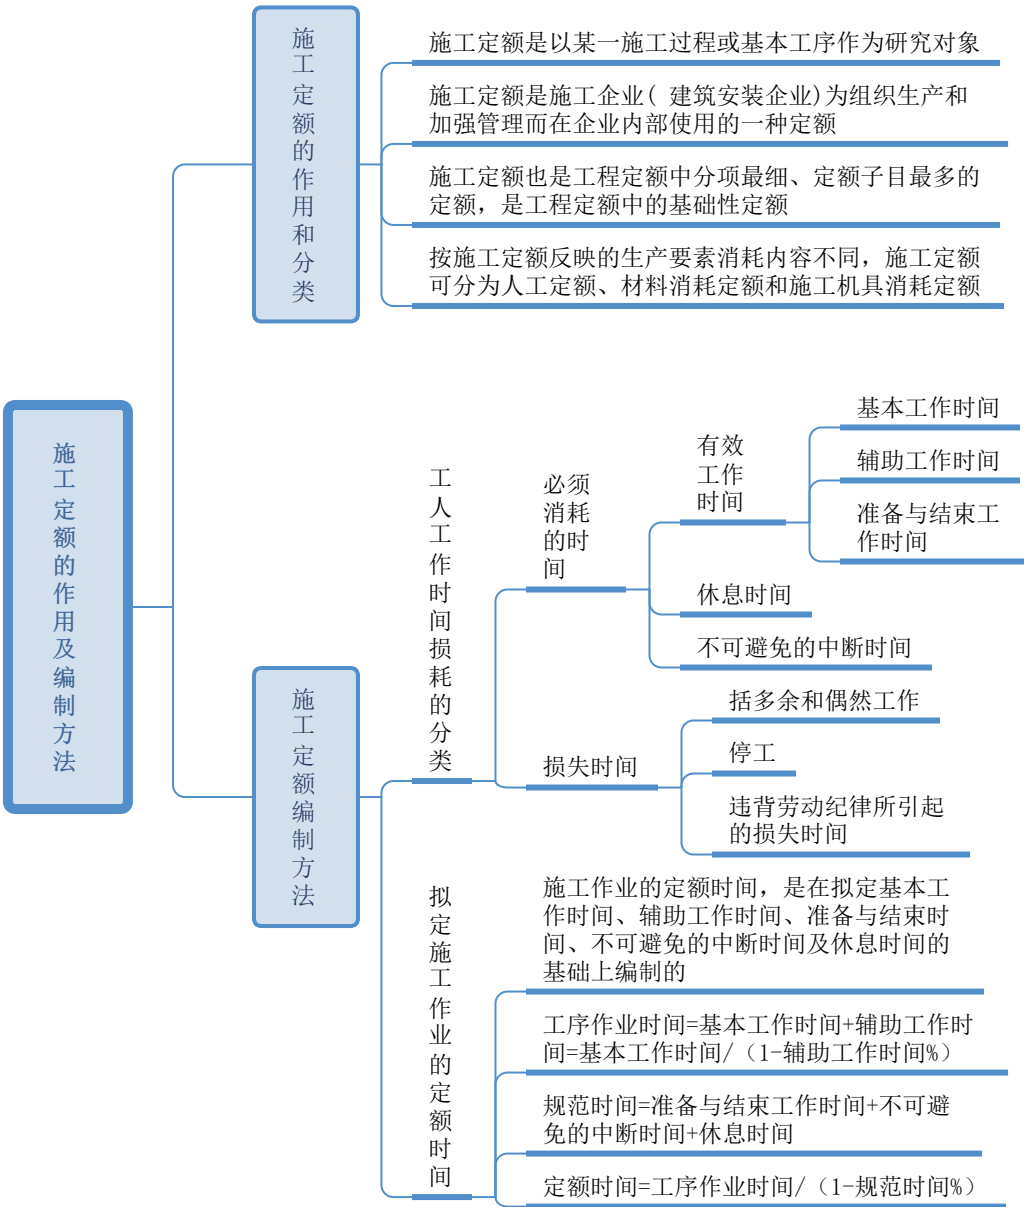 施工定额的作用及编制方法
施工定额的作用和分类
施工定额是以某一施工过程或基本工序作为研究对象
施工定额是施工企业( 建筑安装企业)为组织生产和
加强管理而在企业内部使用的一种定额
施工定额也是工程定额中分项最细、定额子目最多的
定额，是工程定额中的基础性定额
按施工定额反映的生产要素消耗内容不同，施工定额
可分为人工定额、材料消耗定额和施工机具消耗定额
施工定额编制方法
工人工作时间损耗的分类
必须
消耗
的时
间
有效
工作
时间
基本工作时间
辅助工作时间
准备与结束工
作时间
休息时间
不可避免的中断时间
损失时间
括多余和偶然工作
停工
违背劳动纪律所引起
的损失时间
拟定施工作业的定额时间
施工作业的定额时间，是在拟定基本工
作时间、辅助工作时间、准备与结束时
间、不可避免的中断时间及休息时间的
基础上编制的
工序作业时间=基本工作时间+辅助工作时
间=基本工作时间/（1-辅助工作时间%）
规范时间=准备与结束工作时间+不可避
免的中断时间+休息时间
定额时间=工序作业时间/（1-规范时间%）